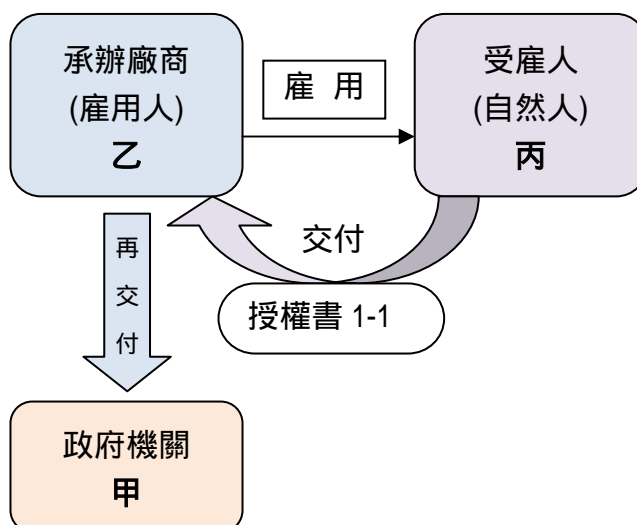 承辦廠商
(雇用人)
乙
雇 用
受雇人
(自然人)
丙
交付
授權書 1-1
再
交
付
政府機關
甲